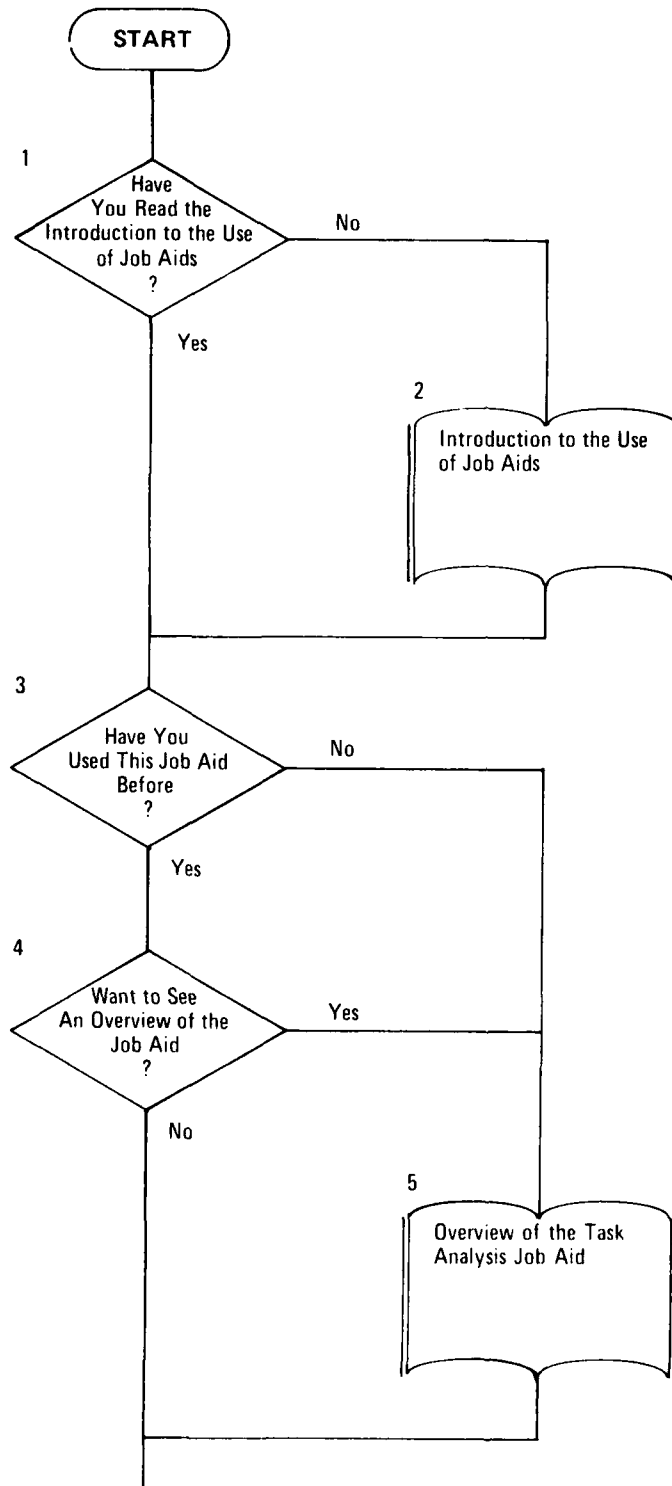 START
1
Have
You Read the
Introduction to the Use
of Job Aids
?
No
Yes
2
Introduction to the Use
of Job Aids
3
Have You
Used This Job Aid
Before
?
No
Yes
4
Want to See
An Overview of the
Job Aid
?
Yes
No
5
Overview of the Task
Analysis Job Aid